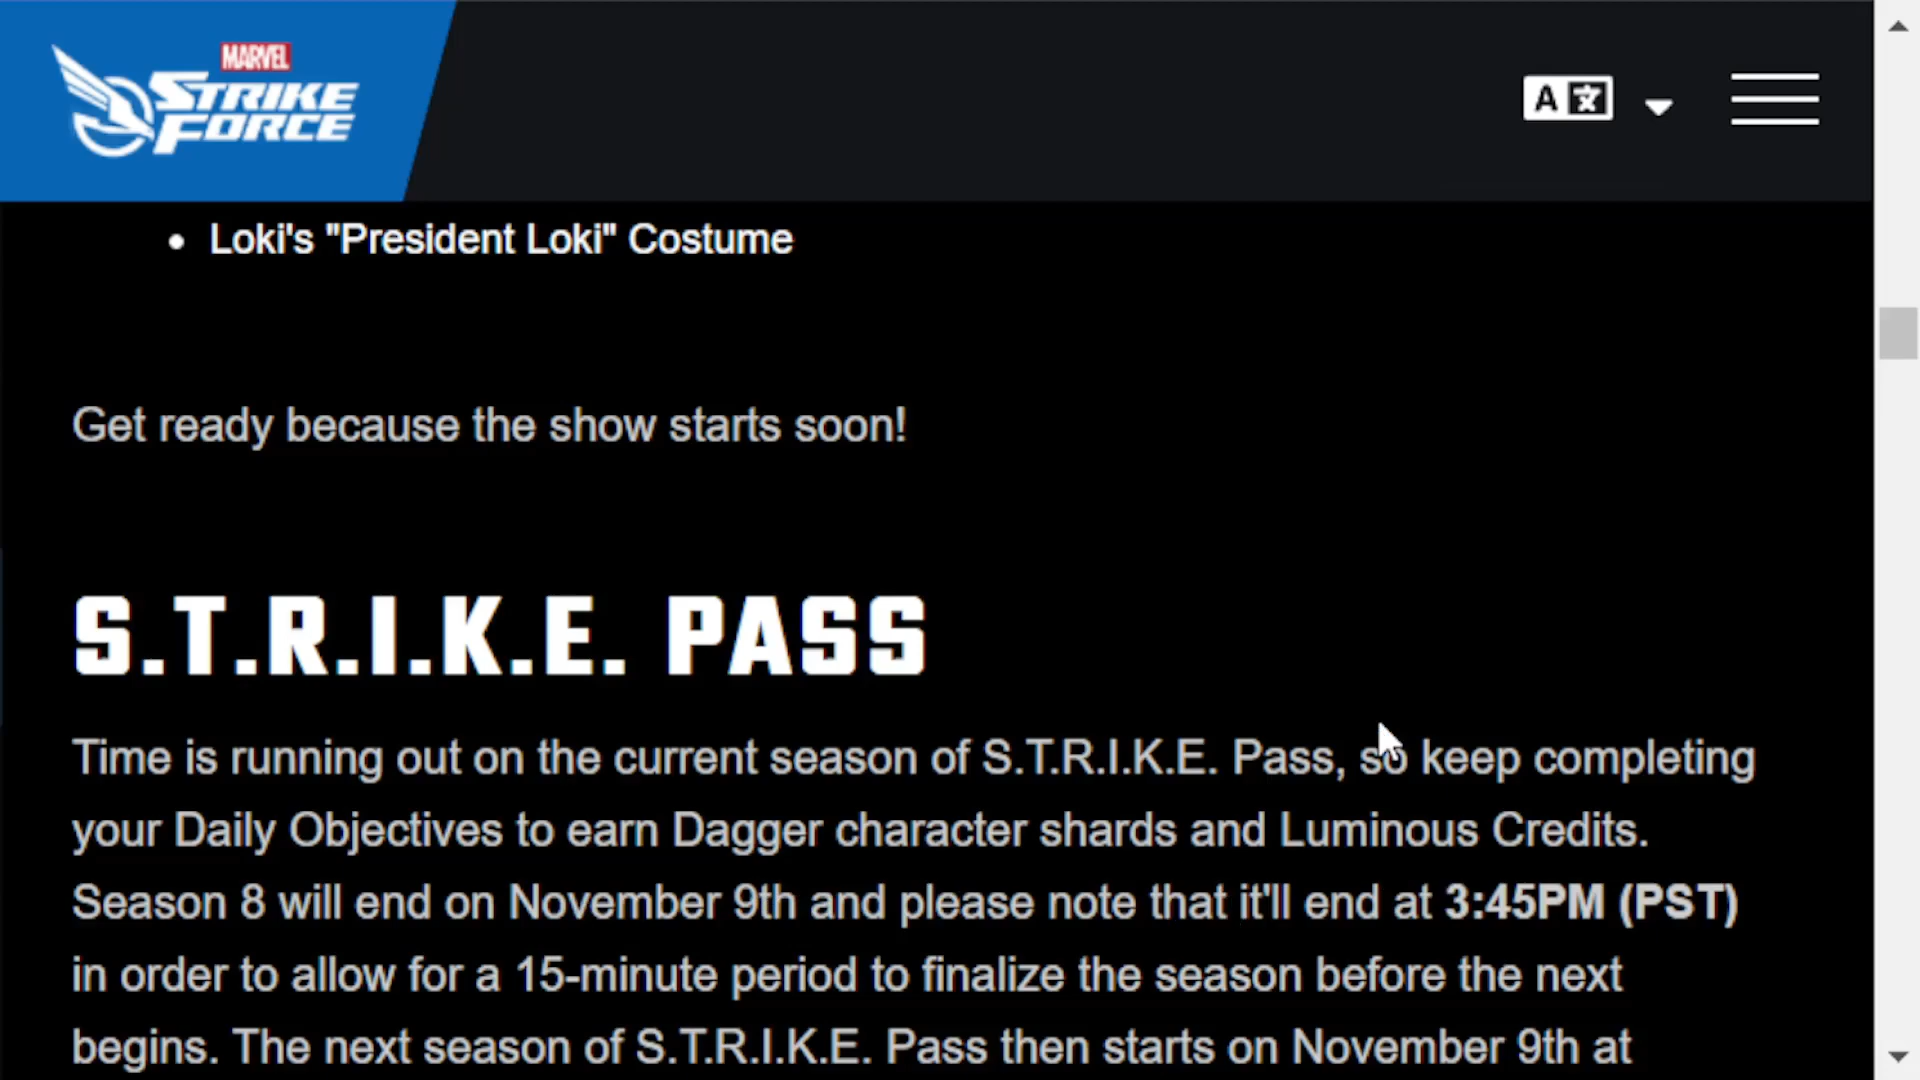 MARVEL
STRIKE
FORCE
A 文
Loki's "President Loki" Costume
Get ready because the show starts soon!
S.T.R.I.K.E. PASS
Time is running out on the current season of S.T.R.I.K.E. Pass, so keep completing
your Daily Objectives to earn Dagger character shards and Luminous Credits.
Season 8 will end on November 9th and please note that it'll end at 3:45PM (PST)
in order to allow for a 15-minute period to finalize the season before the next
begins. The next season of S.T.R.I.K.E. Pass then starts on November 9th at